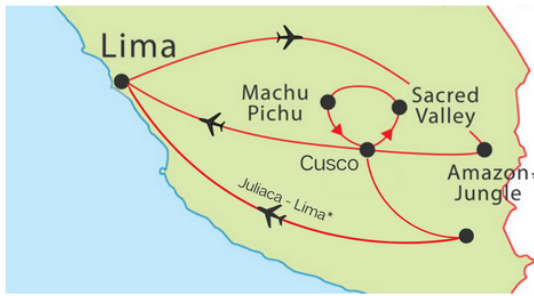 Lima
Machu
Pichu
Sacred
Valley
Cusco
Amazon*
Jungle
Juliaca - Lima*